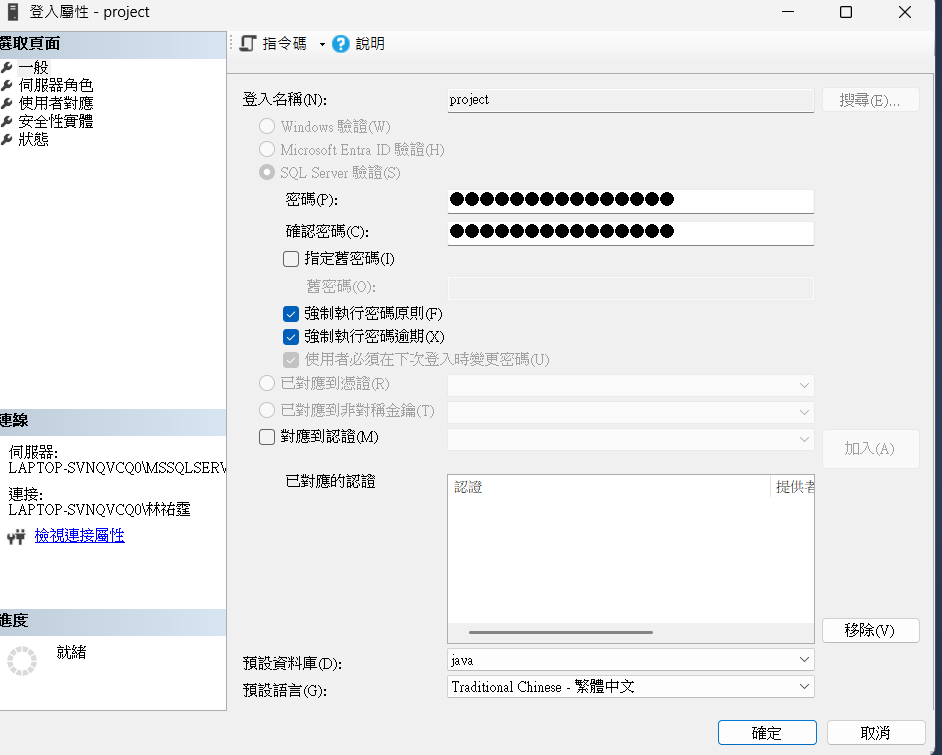 登入屬性 - project
選取頁面
一般
伺服器角色
使用者對應
安全性實體
狀態
指令碼
說明
登入名稱(N):
project
搜尋(E)...
Windows 驗證(W)
Microsoft Entra ID 驗證(H)
SQL Server 驗證(S)
密碼(P):
●●●●●●●●●●●●●●●
確認密碼(C):
●●●●●●●●●●●●●●●
指定舊密碼(I)
舊密碼(O):
強制執行密碼原則(F)
強制執行密碼逾期(X)
使用者必須在下次登入時變更密碼(U)
已對應到憑證(R)
已對應到非對稱金鑰(T)
對應到認證(M)
加入(A)
已對應的認證
認證
提供者
移除(V)
預設資料庫(D):
java
預設語言(G):
Traditional Chinese - 繁體中文
連線
伺服器:
LAPTOP-SVNQVCQ0\MSSQLSERV
連接:
LAPTOP-SVNQVCQ0\林祐霆
檢視連接屬性
進度
就緒
確定
取消